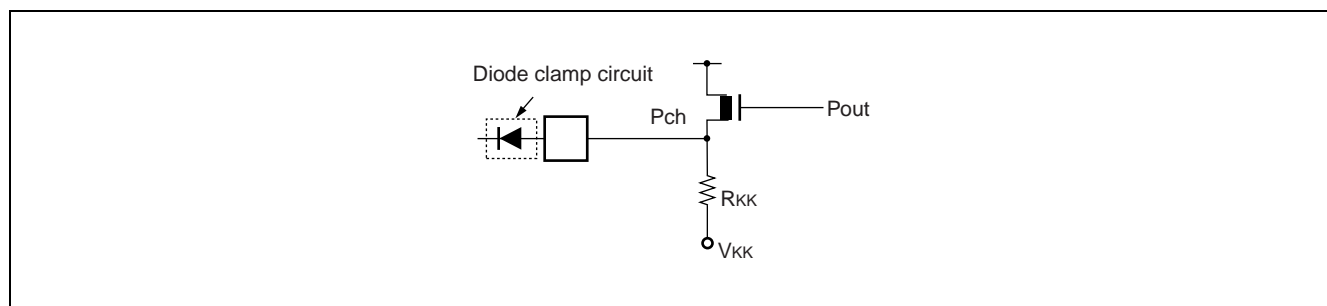 Diode clamp circuit
Pch
Pout
RKK
VKK